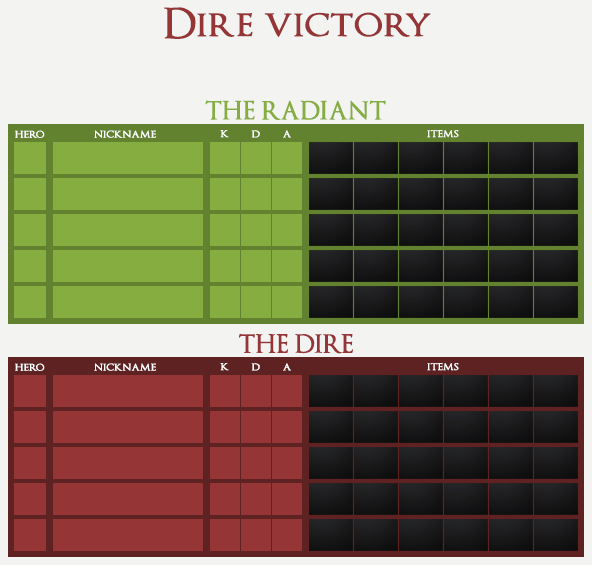 Dire victory
THE RADIANT
HERO NICKNAME K D A ITEMS
THE DIRE
HERO NICKNAME K D A ITEMS